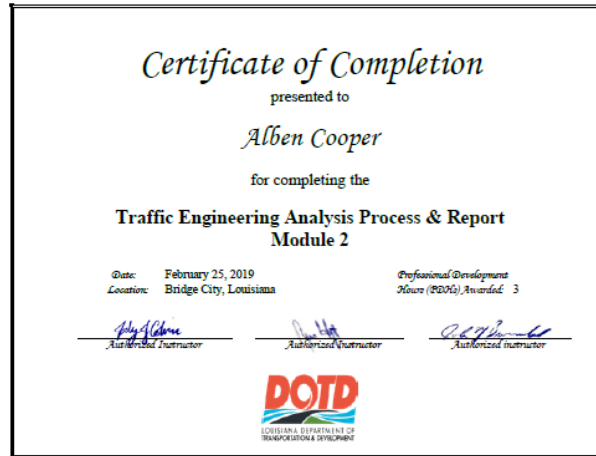 Certificate of Completion
presented to
Alben Cooper
for completing the
Traffic Engineering Analysis Process & Report
Module 2
Date: February 25, 2019
Location: Bridge City, Louisiana
Professional Development
Hours (PDHs) Awarded: 3
Authorized Instructor
Authorized Instructor
Authorized instructor
DOTD
LOUISIANA DEPARTMENT OF
TRANSPORTATION & DEVELOPMENT